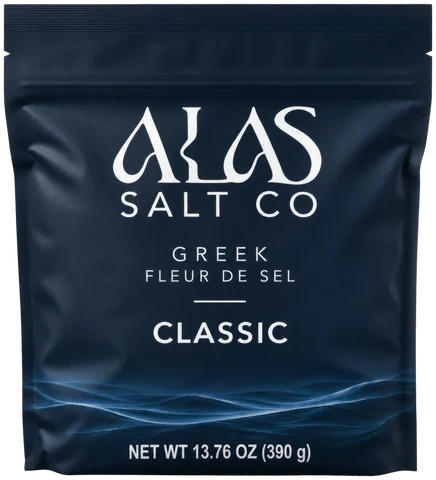 ALAS
SALT CO
GREEK
FLEUR DE SEL
CLASSIC
NET WT 13.76 OZ (390 g)